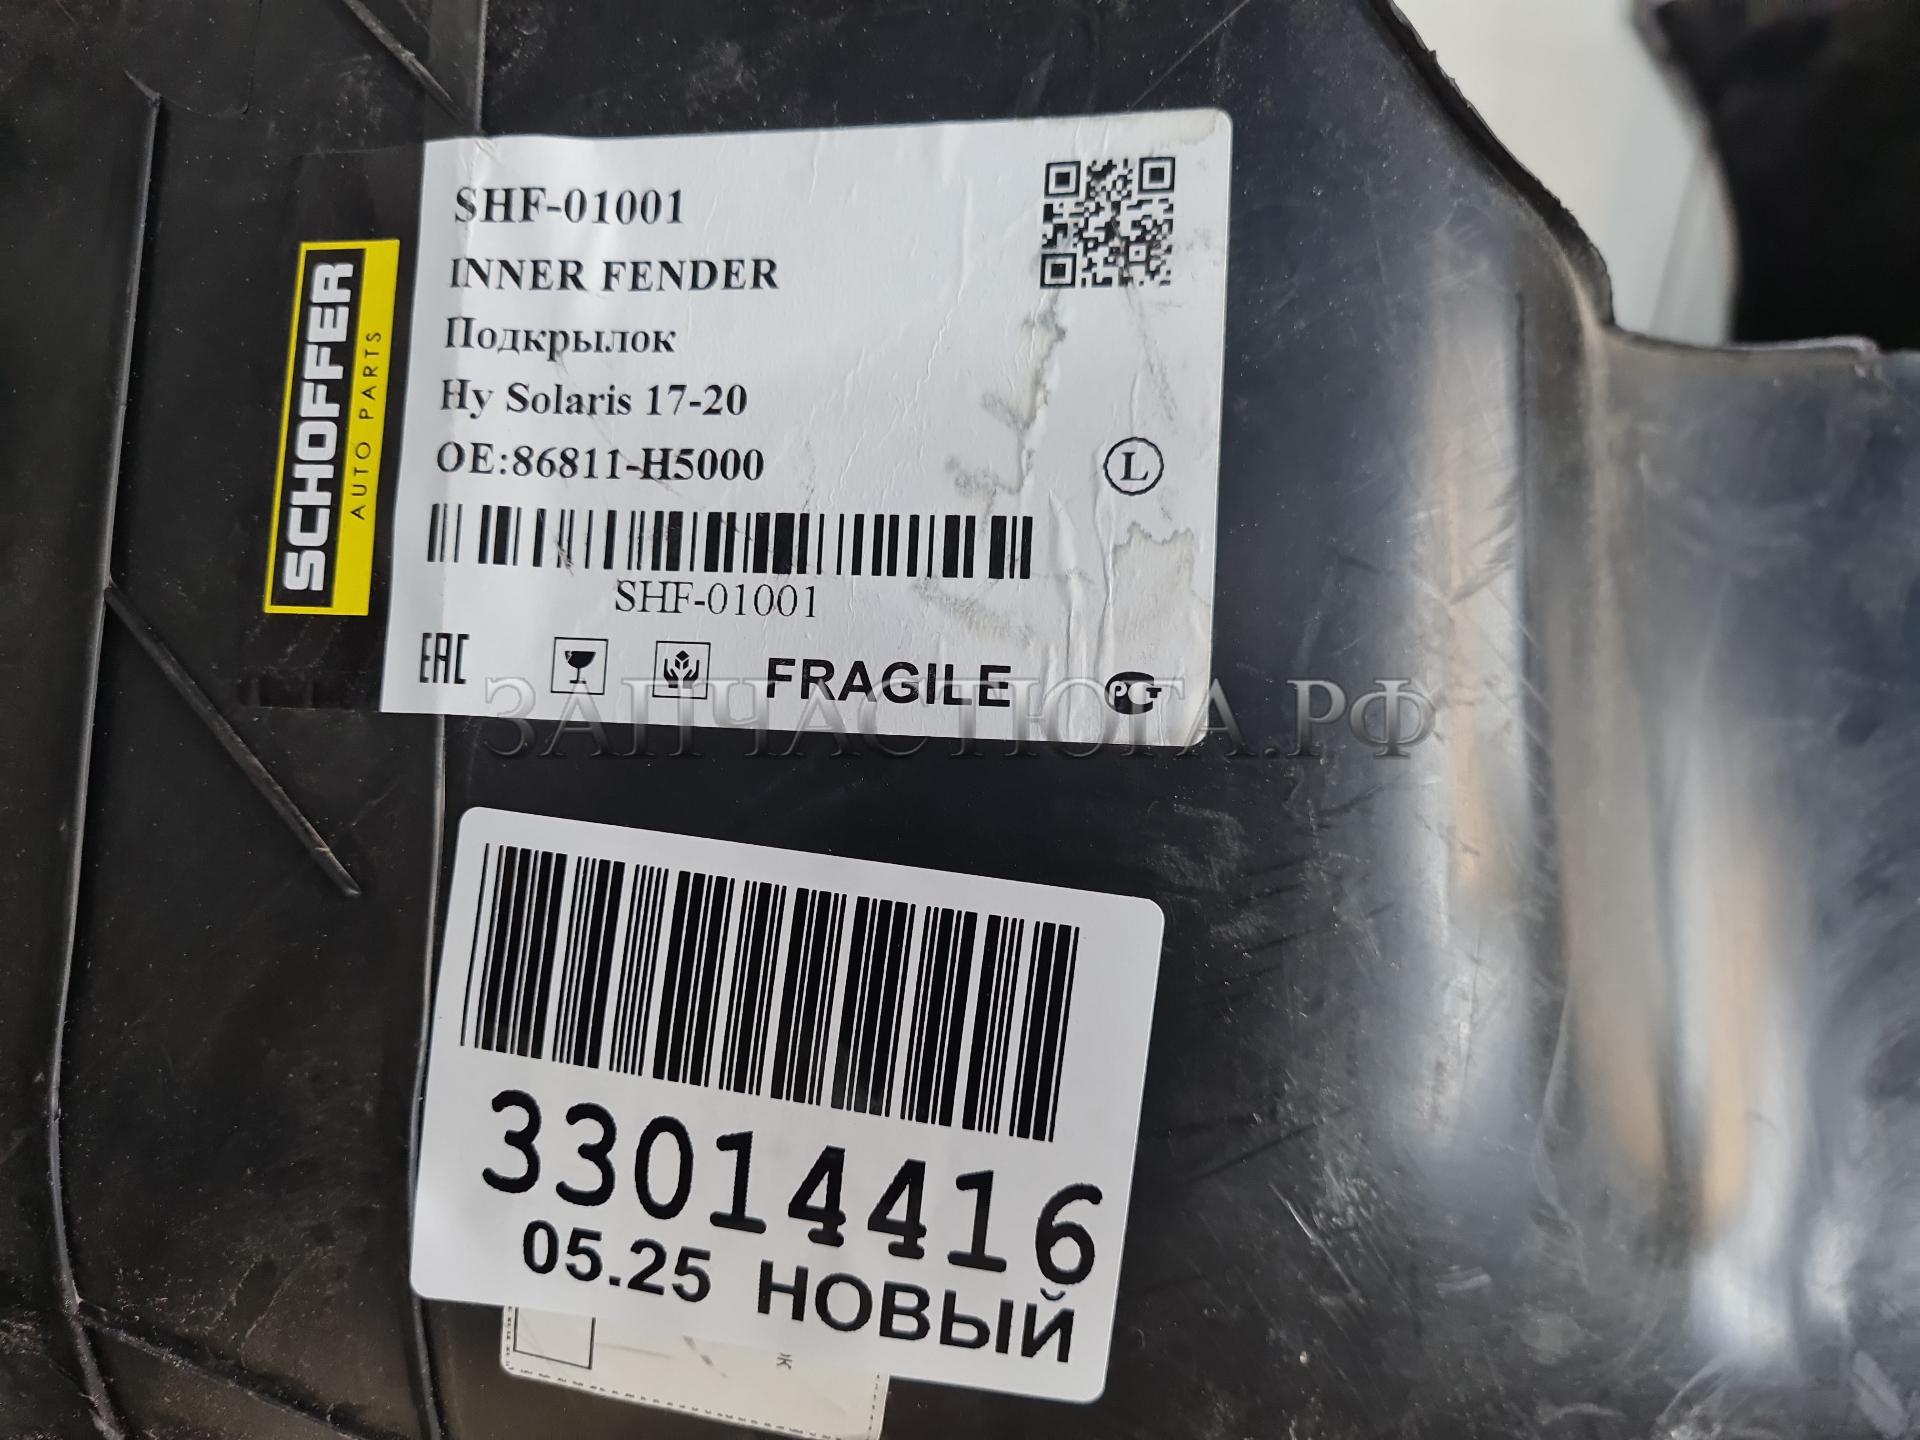 SCHOFFER
AUTO PARTS
SHF-01001
INNER FENDER
Подкрылок
Hy Solaris 17-20
OE:86811-H5000
L
SHF-01001
EAC
FRAGILE
РСТ
ЗАПЧАСТЮГА.РФ
33014416
05.25 НОВЫЙ
Ж